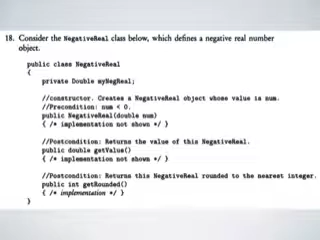 18. Consider the NegativeReal class below, which defines a negative real number
object.
public class NegativeReal
{
private Double myNegReal;
//constructor. Creates a NegativeReal object whose value is num.
//Precondition: num < 0.
public NegativeReal(double num)
{ /* implementation not shown */ }
//Postcondition: Returns the value of this NegativeReal.
public double getValue()
{ /* implementation not shown */ }
//Postcondition: Returns this NegativeReal rounded to the nearest integer.
public int getRounded()
{ /* implementation */ }
}